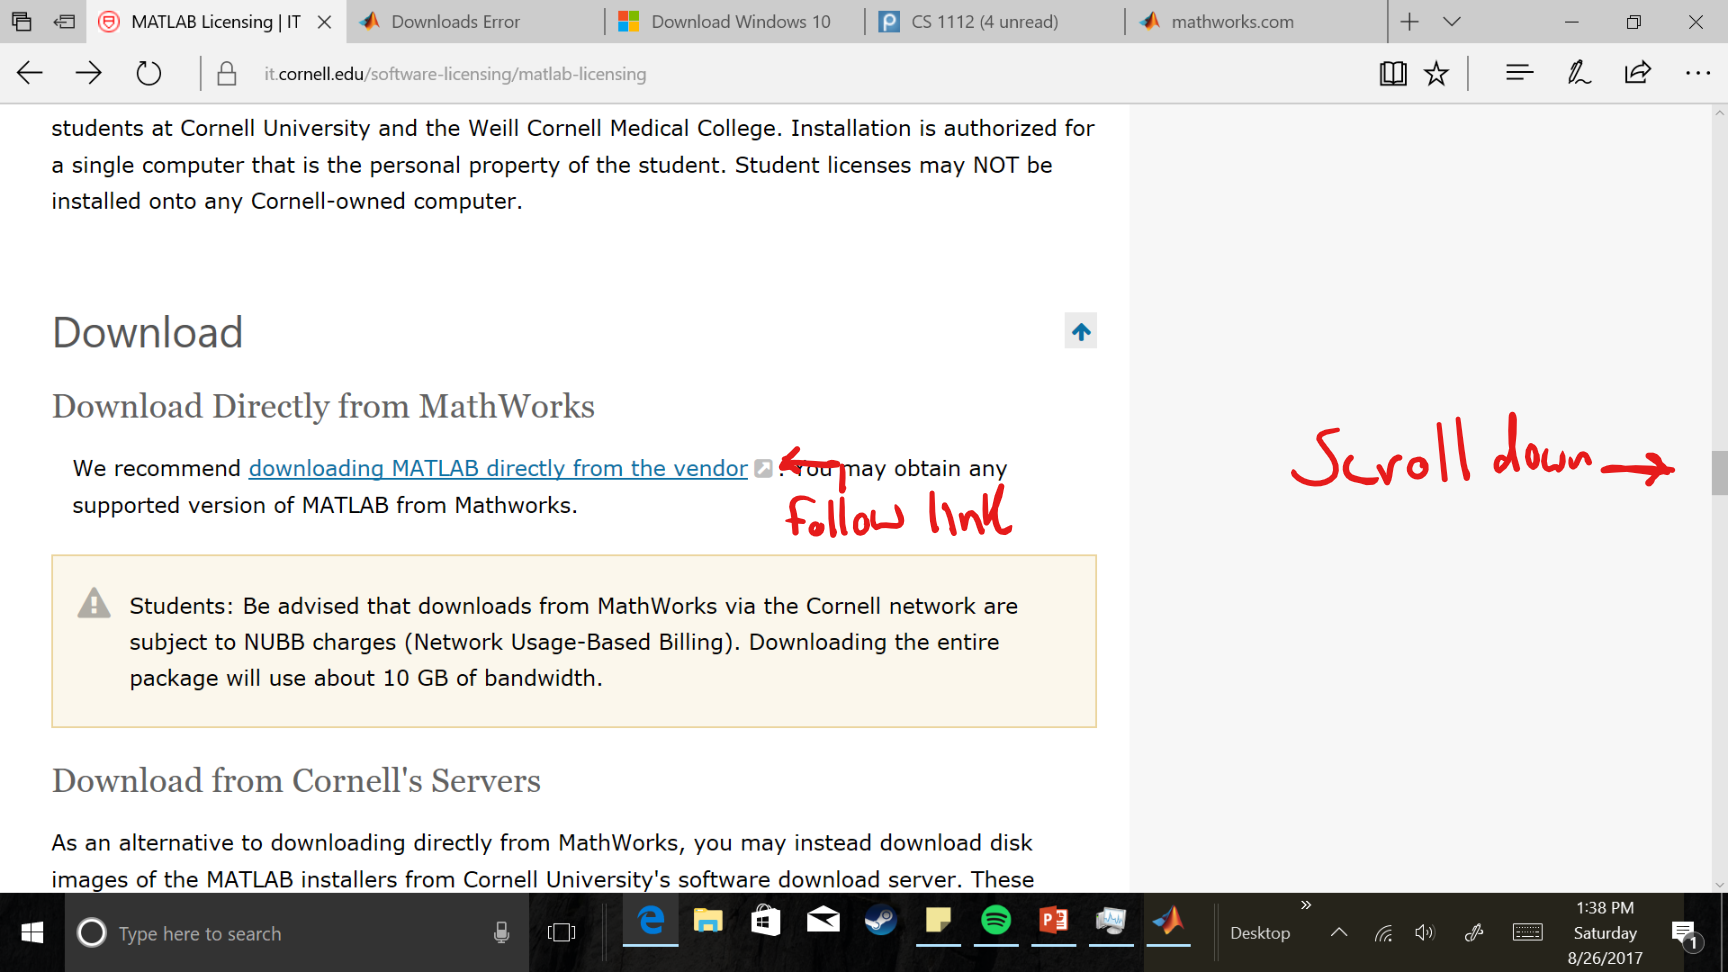 MATLAB Licensing | IT
Downloads Error
Download Windows 10
CS 1112 (4 unread)
mathworks.com
it.cornell.edu/software-licensing/matlab-licensing
students at Cornell University and the Weill Cornell Medical College. Installation is authorized for
a single computer that is the personal property of the student. Student licenses may NOT be
installed onto any Cornell-owned computer.
Download
Download Directly from MathWorks
We recommend downloading MATLAB directly from the vendor . You may obtain any
supported version of MATLAB from Mathworks.
follow link
Scroll down
Students: Be advised that downloads from MathWorks via the Cornell network are
subject to NUBB charges (Network Usage-Based Billing). Downloading the entire
package will use about 10 GB of bandwidth.
Download from Cornell's Servers
As an alternative to downloading directly from MathWorks, you may instead download disk
images of the MATLAB installers from Cornell University's software download server. These
Type here to search
Desktop
1:38 PM
Saturday
8/26/2017
1